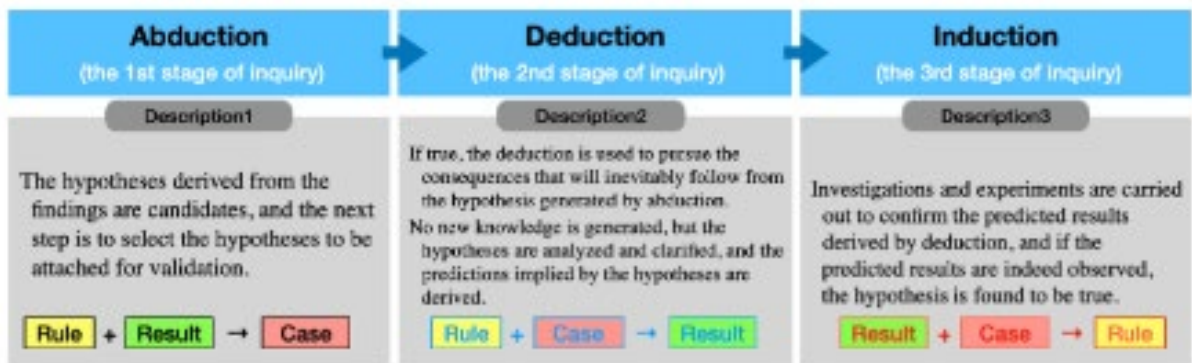 Abduction
(the 1st stage of inquiry)
Description1
The hypotheses derived from the
findings are candidates, and the next
step is to select the hypotheses to be
attached for validation.
Rule + Result → Case
Deduction
(the 2nd stage of inquiry)
Description2
If true, the deduction is used to pursue the
consequences that will inevitably follow from
the hypothesis generated by abduction.
No new knowledge is generated, but the
hypotheses are analyzed and clarified, and the
predictions implied by the hypotheses are
derived.
Rule + Case → Result
Induction
(the 3rd stage of inquiry)
Description3
Investigations and experiments are carried
out to confirm the predicted results
derived by deduction, and if the
predicted results are indeed observed,
the hypothesis is found to be true.
Result + Case → Rule